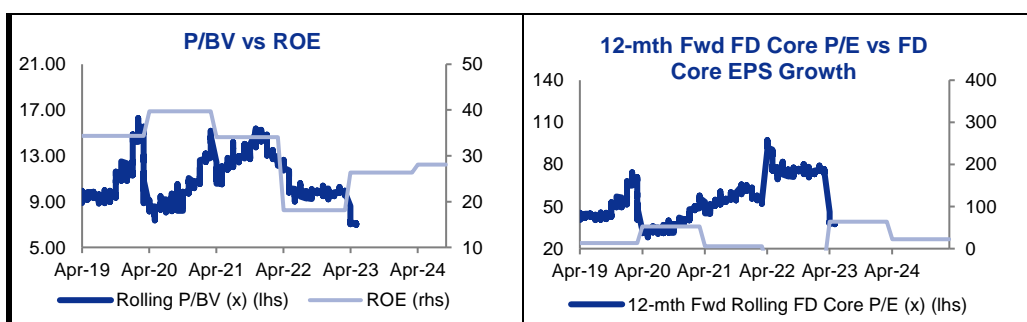 P/BV vs ROE
21.00
17.00
13.00
9.00
5.00
50
40
30
20
10
Apr-19 Apr-20 Apr-21 Apr-22 Apr-23 Apr-24
Rolling P/BV (x) (lhs) ROE (rhs)
12-mth Fwd FD Core P/E vs FD
Core EPS Growth
140
110
80
50
20
400
300
200
100
0
Apr-19 Apr-20 Apr-21 Apr-22 Apr-23 Apr-24
12-mth Fwd Rolling FD Core P/E (x) (lhs)